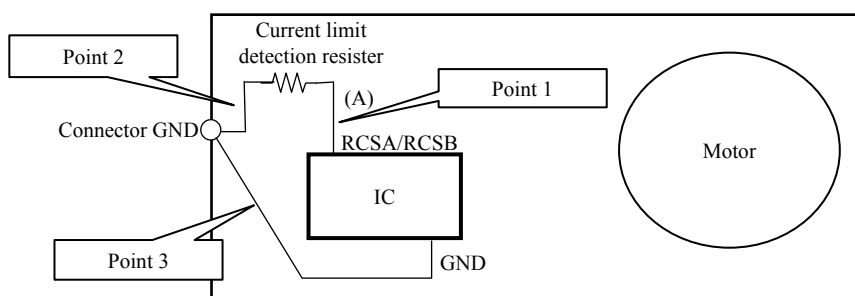 Current limit
detection resister
Point 2
(A)
Point 1
Connector GND
RCSA/RCSB
Motor
IC
Point 3
GND